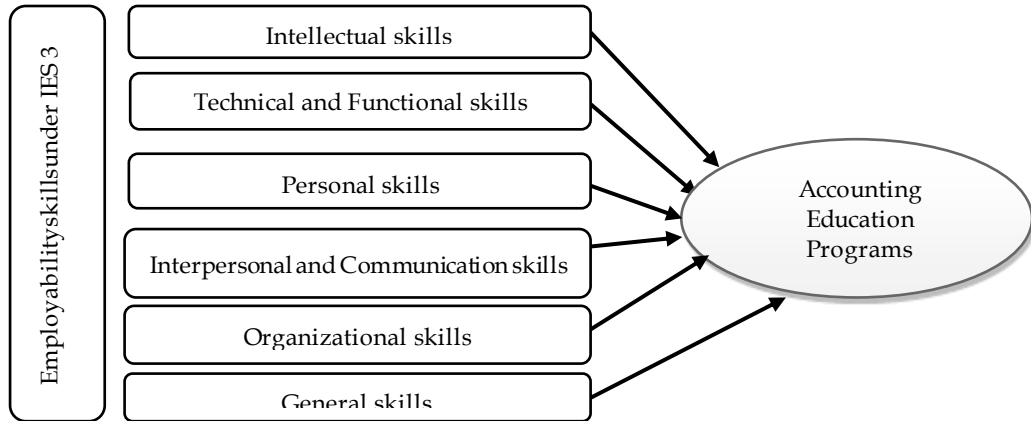 Employabilityskillsunder IES 3
Intellectual skills
Technical and Functional skills
Personal skills
Interpersonal and Communication skills
Organizational skills
General skills
Accounting
Education
Programs